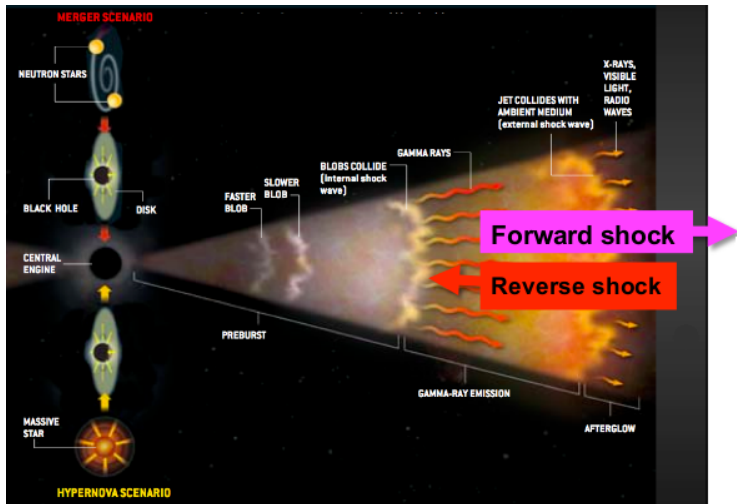 MERGER SCENARIO
NEUTRON STARS
BLACK HOLE
DISK
CENTRAL
ENGINE
MASSIVE
STAR
HYPERNOVA SCENARIO
FASTER
BLOB
SLOWER
BLOB
PREBURST
BLOBS COLLIDE
(internal shock
wave)
GAMMA RAYS
GAMMA-RAY EMISSION
JET COLLIDES WITH
AMBIENT MEDIUM
(external shock wave)
X-RAYS,
VISIBLE
LIGHT,
RADIO
WAVES
Forward shock
Reverse shock
AFTERGLOW